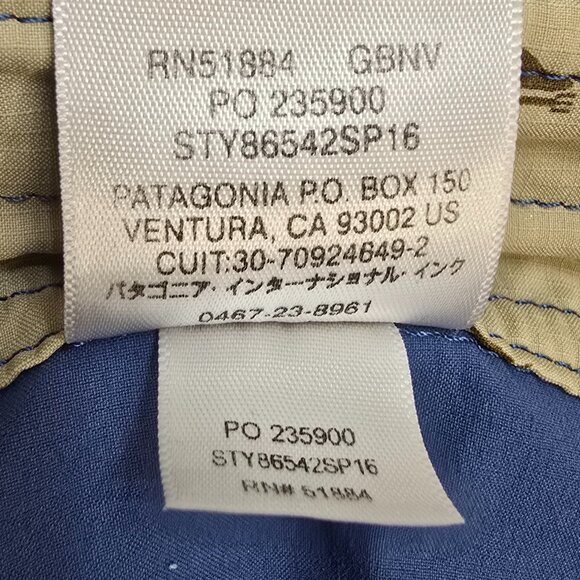 RN51884 GBNV
PO 235900
STY86542SP16
PATAGONIA P.O. BOX 150
VENTURA, CA 93002 US
CUIT:30-70924649-2
パタゴニア・インターナショナル・インク
0467-23-8961
PO 235900
STY86542SP16
RN# 51884